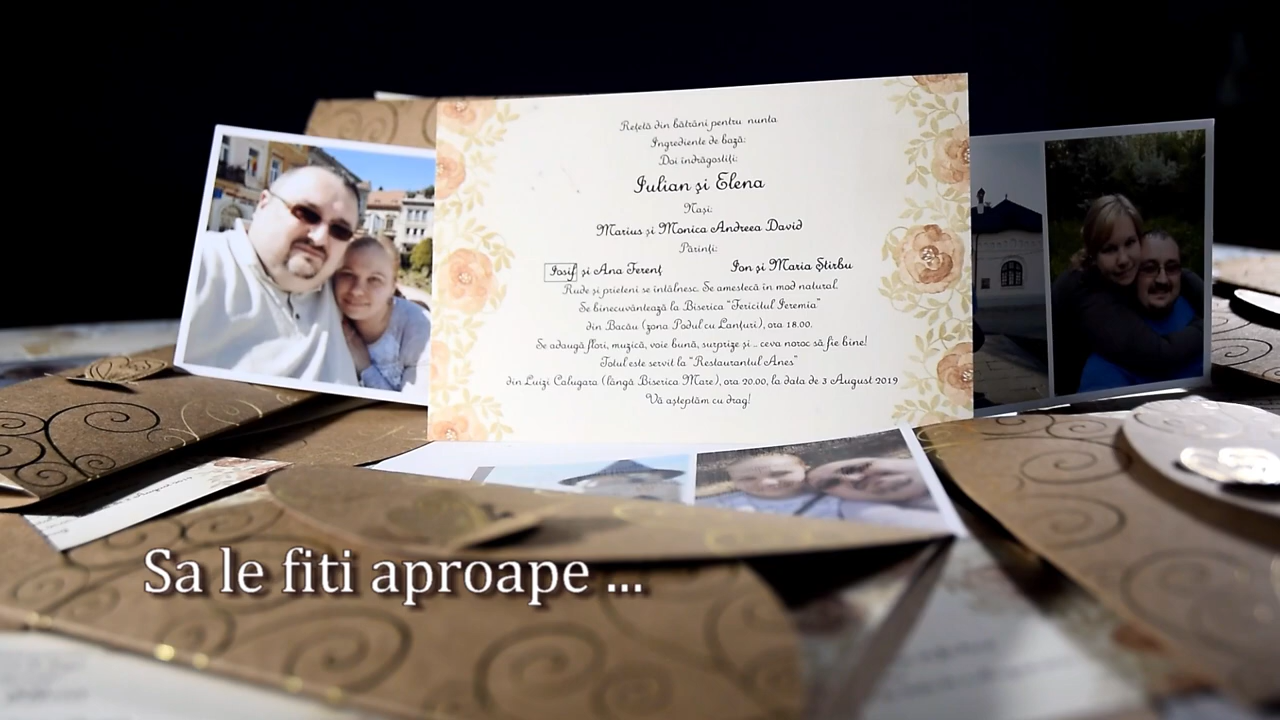 Rețetă din bătrâni pentru nunta
Ingrediente de bază:
Doi îndrăgostiți:
Iulian și Elena
Nași:
Marius și Monica Andreea David
Părinți:
Iosif și Ana Ferenț Ion și Maria Știrbu
Rude și prieteni se întâlnesc. Se amestecă în mod natural.
Se binecuvântează la Biserica "Fericitul Ieremia"
din Bacău (zona Podul cu Lanțuri), ora 18.00.
Se adaugă flori, muzică, voie bună, surprize și ... ceva noroc să fie bine!
Totul este servit la "Restaurantul Anes"
din Luizi Calugara (lângă Biserica Mare), ora 20.00, la data de 3 August 2019
Vă așteptăm cu drag!
Sa le fiti aproape ...